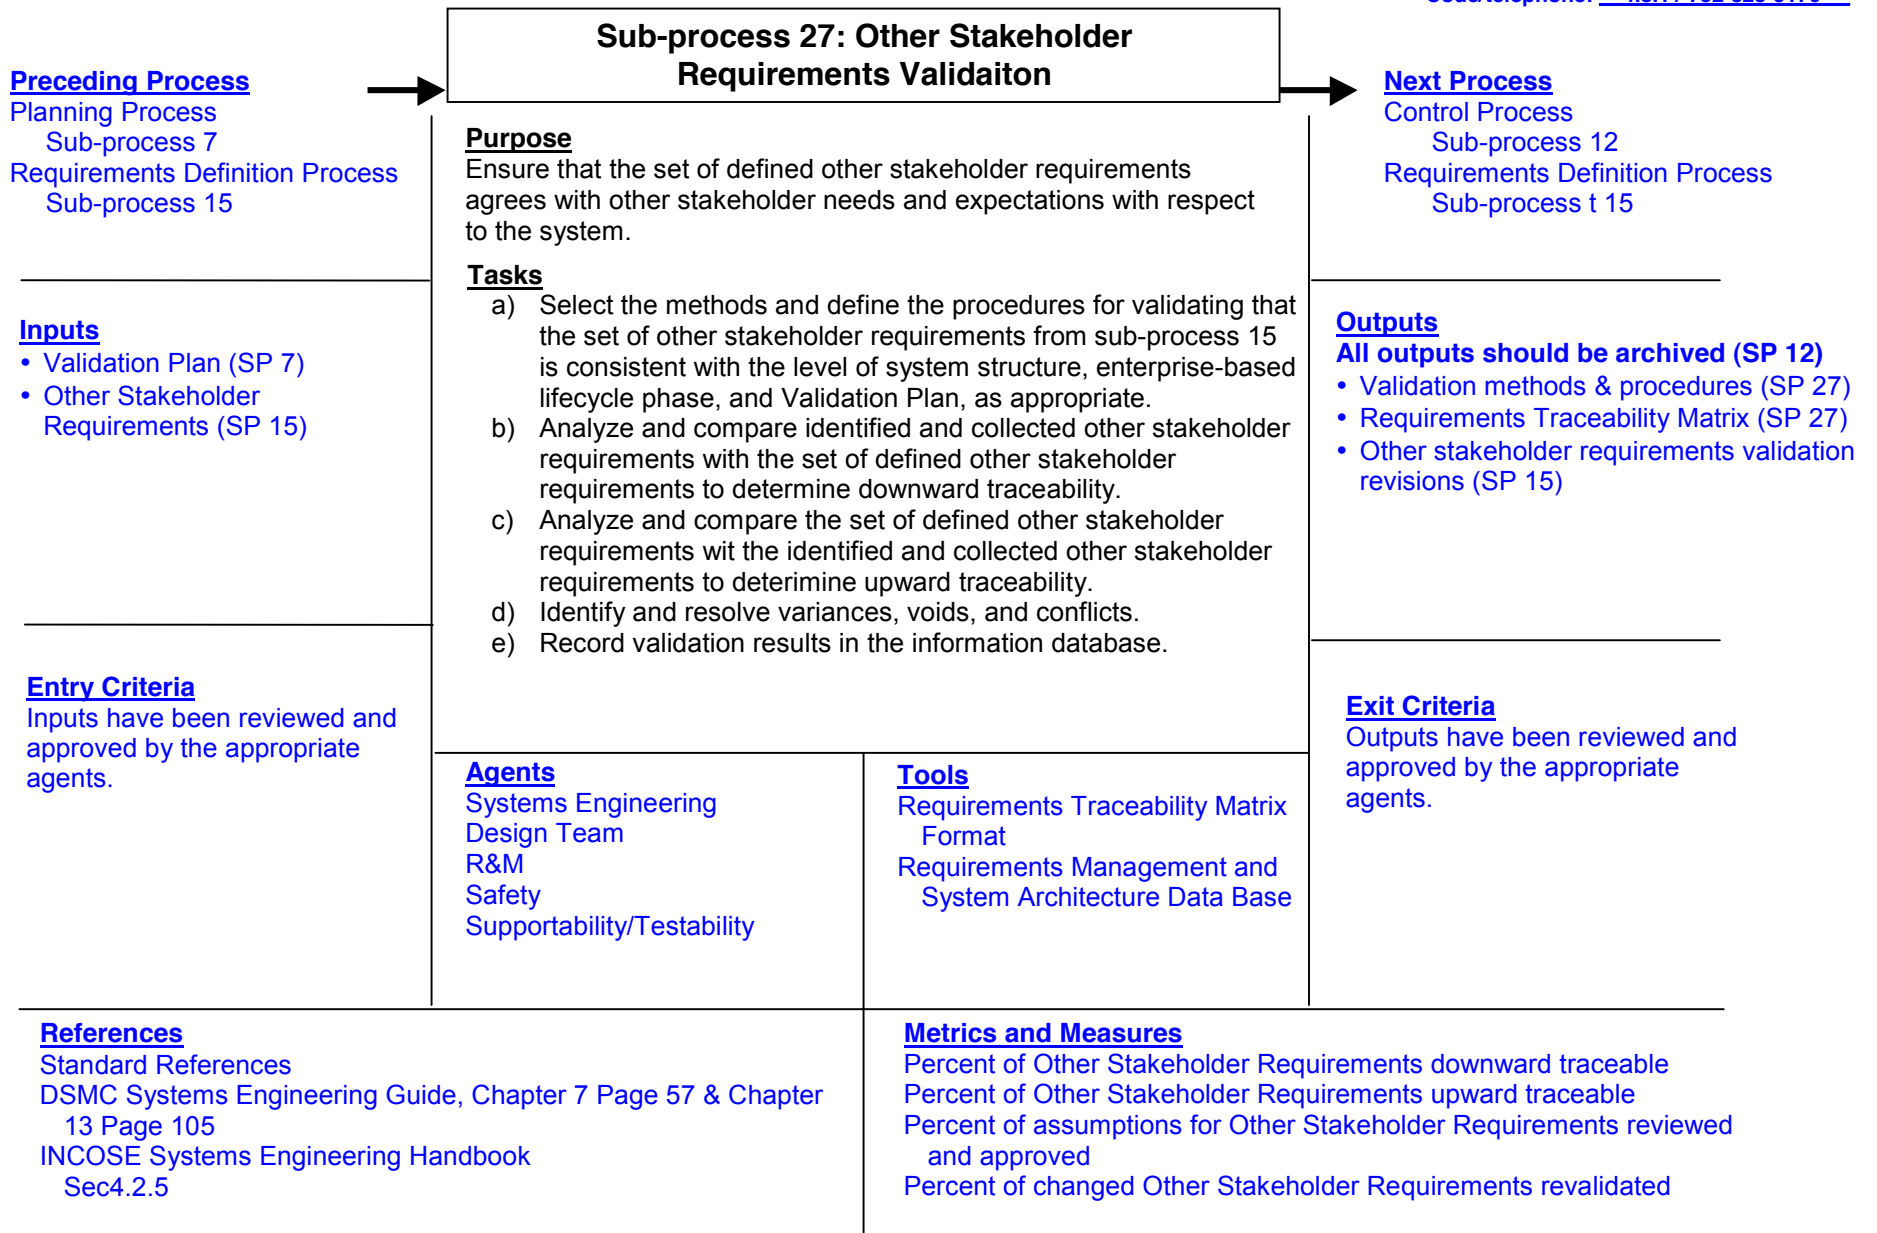 Sub-process 27: Other Stakeholder
Requirements Validaiton
Preceding Process
Planning Process
Sub-process 7
Requirements Definition Process
Sub-process 15
Next Process
Control Process
Sub-process 12
Requirements Definition Process
Sub-process t 15
Purpose
Ensure that the set of defined other stakeholder requirements
agrees with other stakeholder needs and expectations with respect
to the system.
Tasks
a) Select the methods and define the procedures for validating that
the set of other stakeholder requirements from sub-process 15
is consistent with the level of system structure, enterprise-based
lifecycle phase, and Validation Plan, as appropriate.
b) Analyze and compare identified and collected other stakeholder
requirements with the set of defined other stakeholder
requirements to determine downward traceability.
c) Analyze and compare the set of defined other stakeholder
requirements wit the identified and collected other stakeholder
requirements to deterimine upward traceability.
d) Identify and resolve variances, voids, and conflicts.
e) Record validation results in the information database.
Inputs
• Validation Plan (SP 7)
• Other Stakeholder
Requirements (SP 15)
Outputs
All outputs should be archived (SP 12)
• Validation methods & procedures (SP 27)
• Requirements Traceability Matrix (SP 27)
• Other stakeholder requirements validation
revisions (SP 15)
Entry Criteria
Inputs have been reviewed and
approved by the appropriate
agents.
Exit Criteria
Outputs have been reviewed and
approved by the appropriate
agents.
Agents
Systems Engineering
Design Team
R&M
Safety
Supportability/Testability
Tools
Requirements Traceability Matrix
Format
Requirements Management and
System Architecture Data Base
References
Standard References
DSMC Systems Engineering Guide, Chapter 7 Page 57 & Chapter
13 Page 105
INCOSE Systems Engineering Handbook
Sec4.2.5
Metrics and Measures
Percent of Other Stakeholder Requirements downward traceable
Percent of Other Stakeholder Requirements upward traceable
Percent of assumptions for Other Stakeholder Requirements reviewed
and approved
Percent of changed Other Stakeholder Requirements revalidated